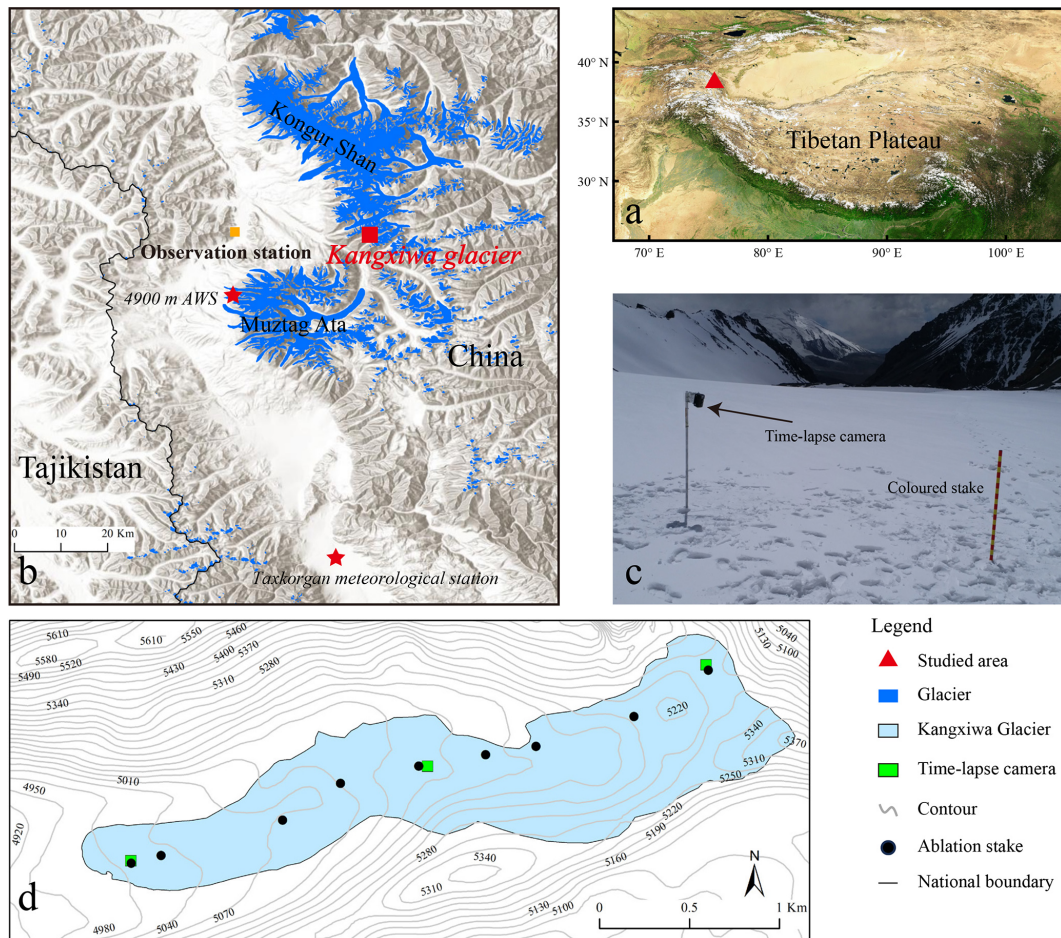 Kongur Shan
Observation station
Kangxiwa glacier
4900 m AWS
Muztag Ata
China
Tajikistan
0 10 20 Km
Taxkorgan meteorological station
b
40° N
35° N
30° N
Tibetan Plateau
a
70° E 80° E 90° E 100° E
Time-lapse camera
Coloured stake
c
5610
5580
5520
5490
5430
5340
5610
5550
5460
5400
5370
5310
5280
5010
4950
4920
4980
5040
5070
5280
5340
5310
5130
5100
5160
5190
5220
5250
5220
5340
5310
5370
5130
5040
5100
N
0 0.5 1 Km
d
Legend
Studied area
Glacier
Kangxiwa Glacier
Time-lapse camera
Contour
Ablation stake
National boundary